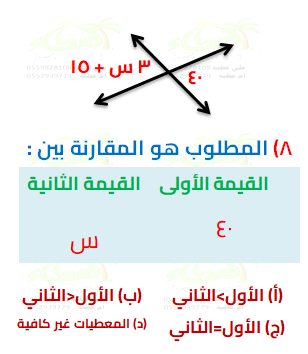 ٣ س + ١٥
٤٠
٨) المطلوب هو المقارنة بين :
القيمة الأولى القيمة الثانية
٤٠
س
(أ) الأول>الثاني (ب) الأول<الثاني
(ج) الأول=الثاني (د) المعطيات غير كافية